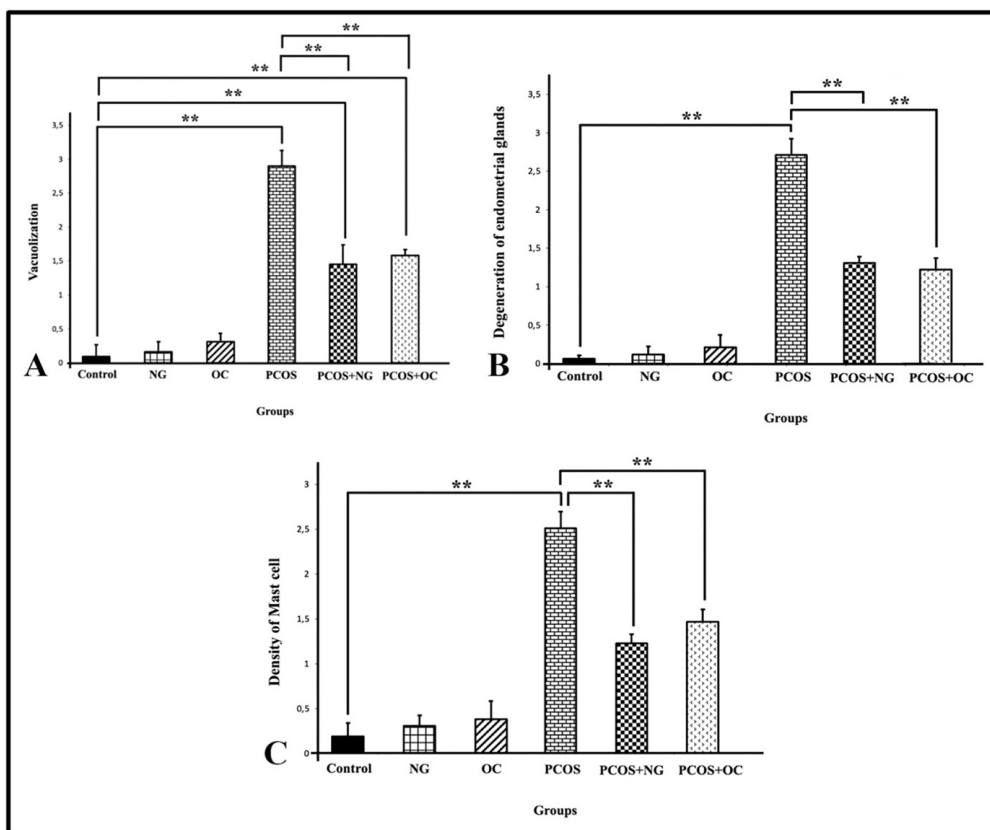 **
**
**
**
**
Vacuolization
3,5
3
2,5
2
1,5
1
0,5
0
A
Control NG OC PCOS PCOS+NG PCOS+OC
Groups
**
**
**
Degeneration of endometrial glands
3,5
3
2,5
2
1,5
1
0,5
0
B
Control NG OC PCOS PCOS+NG PCOS+OC
Groups
**
**
**
Density of Mast cell
3
2,5
2
1,5
1
0,5
0
C
Control NG OC PCOS PCOS+NG PCOS+OC
Groups